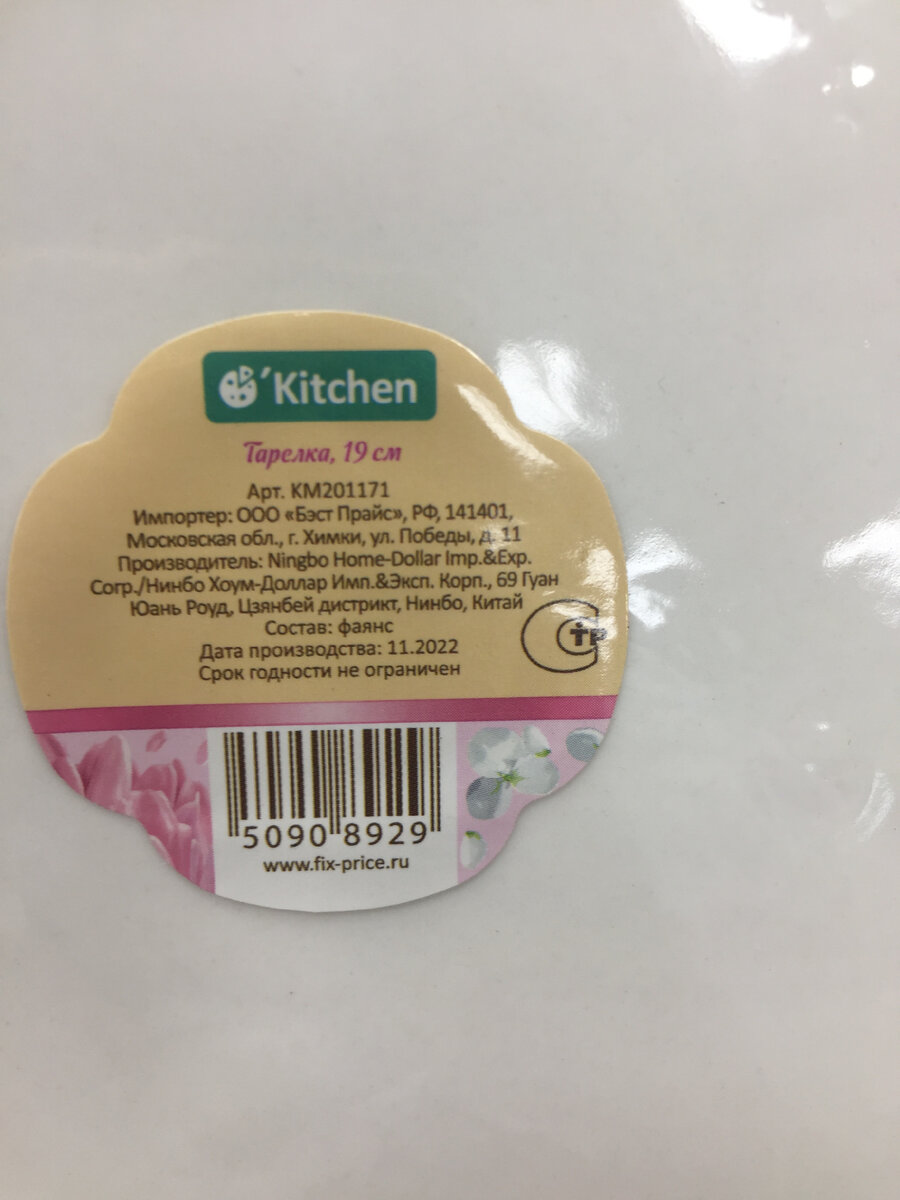 'Kitchen
Тарелка, 19 см
Арт. KM201171
Импортер: ООО «Бэст Прайс», РФ, 141401,
Московская обл., г. Химки, ул. Победы, д. 11
Производитель: Ningbo Home-Dollar Imp.&Exp.
Corp./Нинбо Хоум-Доллар Имп.&Эксп. Корп., 69 Гуан
Юань Роуд, Цзянбей дистрикт, Нинбо, Китай
Состав: фаянс
Дата производства: 11.2022
Срок годности не ограничен
СТР
5090 8929
www.fix-price.ru